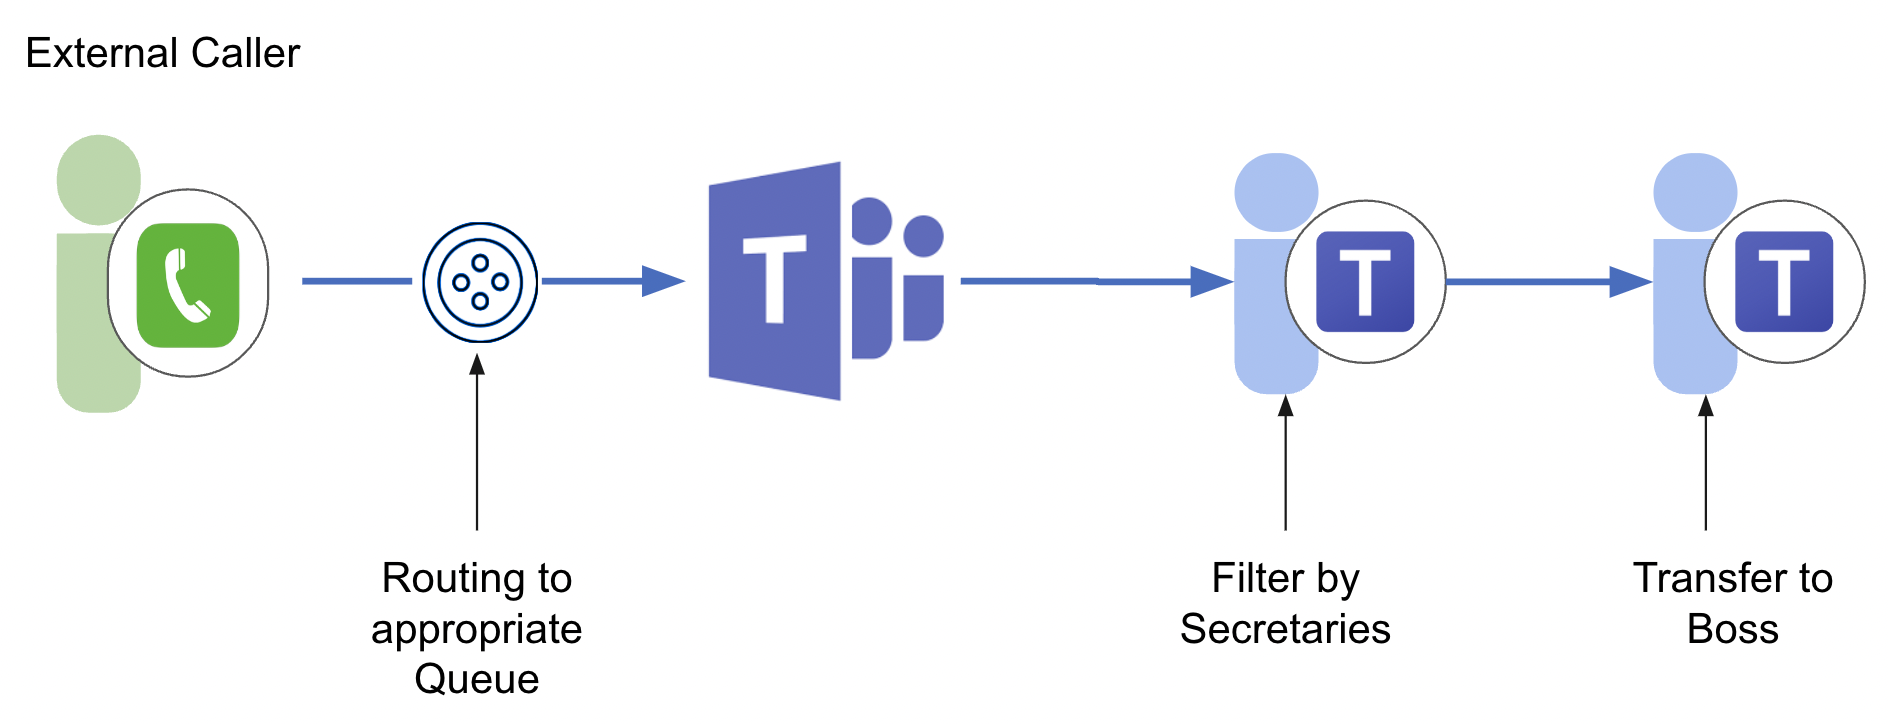 External Caller
T
T
T
Routing to
appropriate
Queue
Filter by
Secretaries
Transfer to
Boss